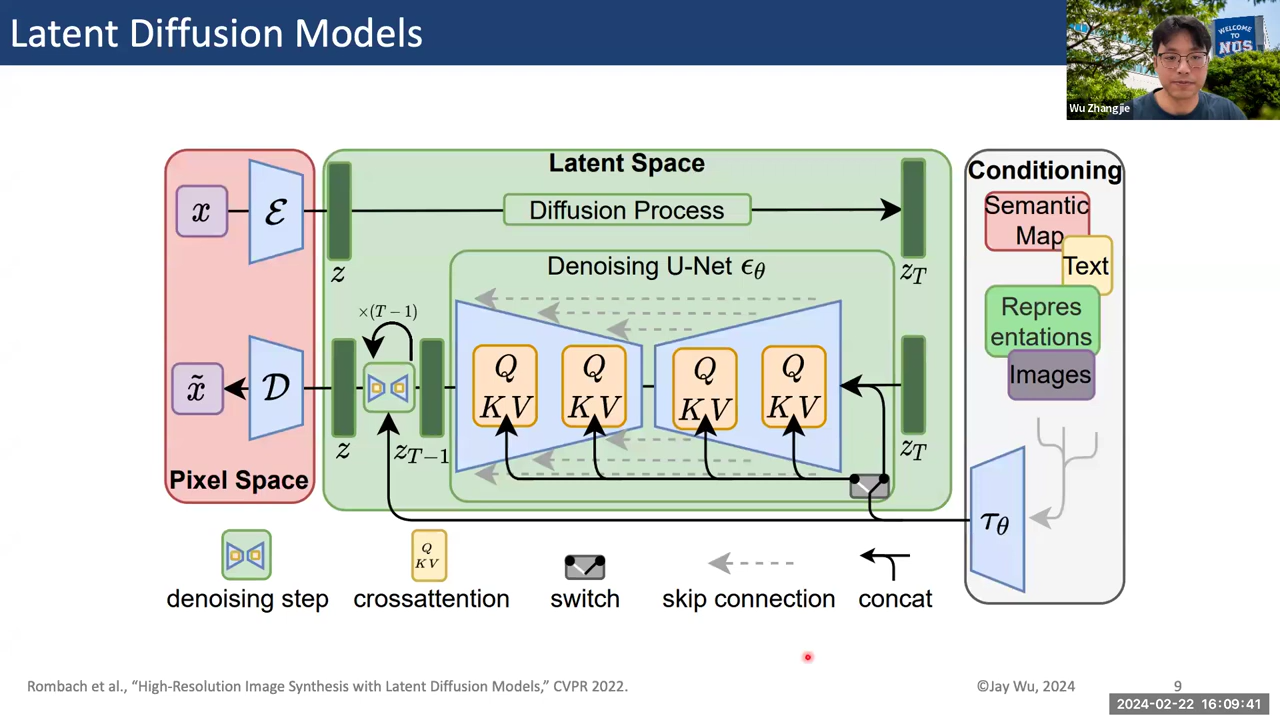 Latent Diffusion Models
WELCOME
TO
NUS
Wu Zhangjie
Latent Space
Conditioning
x
ℰ
z
Diffusion Process
z_T
Semantic
Map
Text
Repres
entations
Images
Denoising U-Net ϵ_θ
×(T−1)
x̃
𝒟
z
z_{T−1}
Q
KV
Q
KV
Q
KV
Q
KV
z_T
Pixel Space
τ_θ
Q
KV
denoising step
crossattention
switch
skip connection
concat
Rombach et al., “High-Resolution Image Synthesis with Latent Diffusion Models,” CVPR 2022.
©Jay Wu, 2024
9
2024-02-22 16:09:41